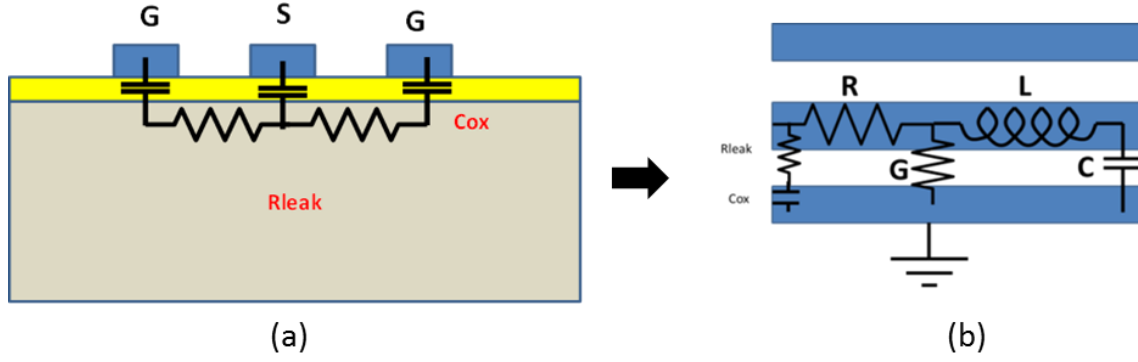 G S G
Cox
Rleak
(a)
R L
Rleak
G C
Cox
(b)